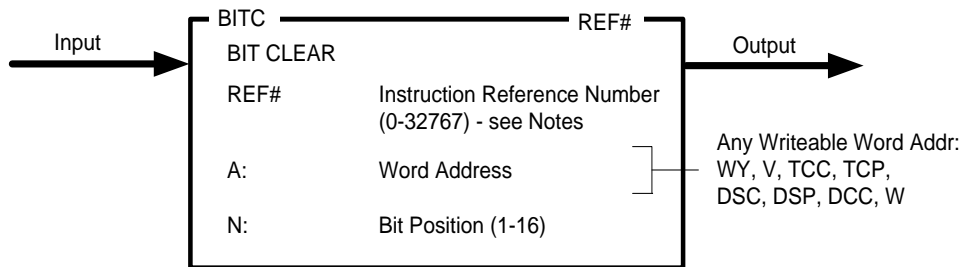 BITC REF#
Input
BIT CLEAR
Output
REF# Instruction Reference Number
(0-32767) - see Notes
Any Writeable Word Addr:
A: Word Address
WY, V, TCC, TCP,
DSC, DSP, DCC, W
N: Bit Position (1-16)